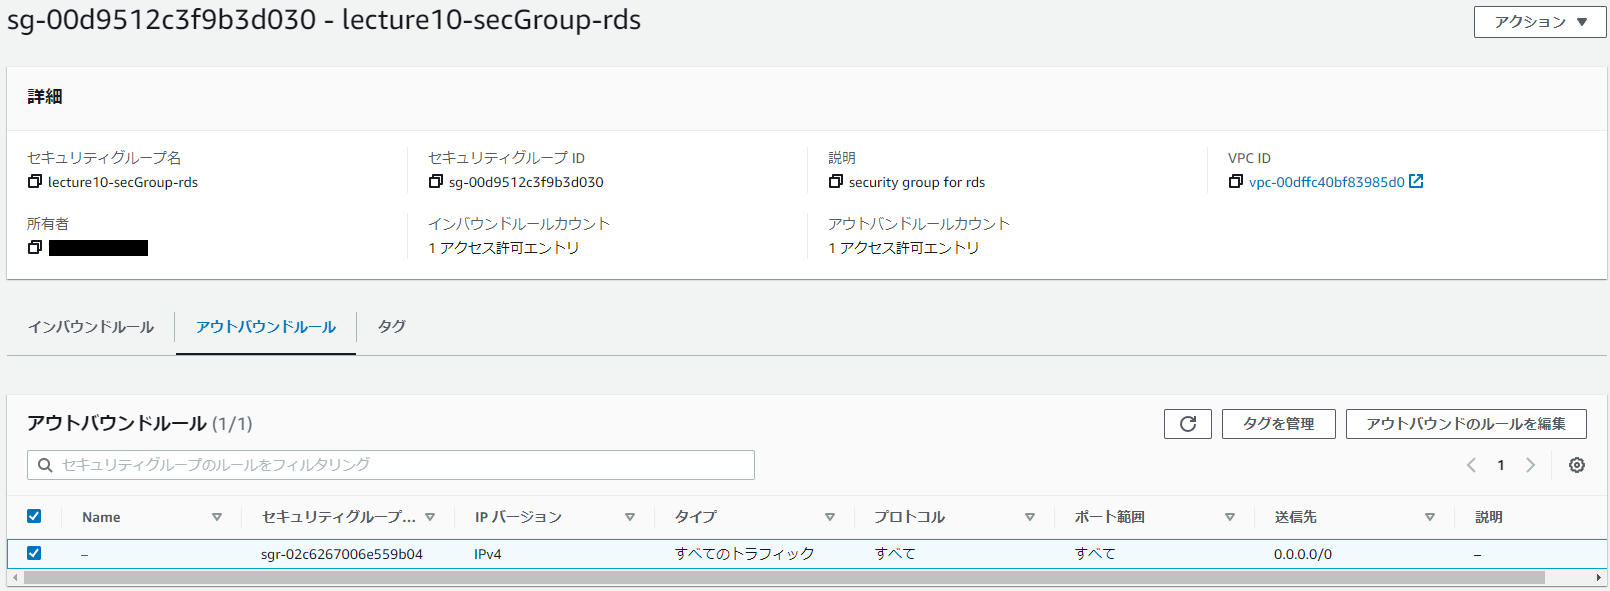 sg-00d9512c3f9b3d030 - lecture10-secGroup-rds
アクション
詳細
セキュリティグループ名
lecture10-secGroup-rds
セキュリティグループ ID
sg-00d9512c3f9b3d030
説明
security group for rds
VPC ID
vpc-00dffc40bf83985d0
所有者
インバウンドルールカウント
1 アクセス許可エントリ
アウトバンドルールカウント
1 アクセス許可エントリ
インバウンドルール アウトバウンドルール タグ
アウトバウンドルール (1/1)
タグを管理 アウトバウンドのルールを編集
セキュリティグループのルールをフィルタリング
1
Name セキュリティグループ... IP バージョン タイプ プロトコル ポート範囲 送信先 説明
– sgr-02c6267006e559b04 IPv4 すべてのトラフィック すべて すべて 0.0.0.0/0 –